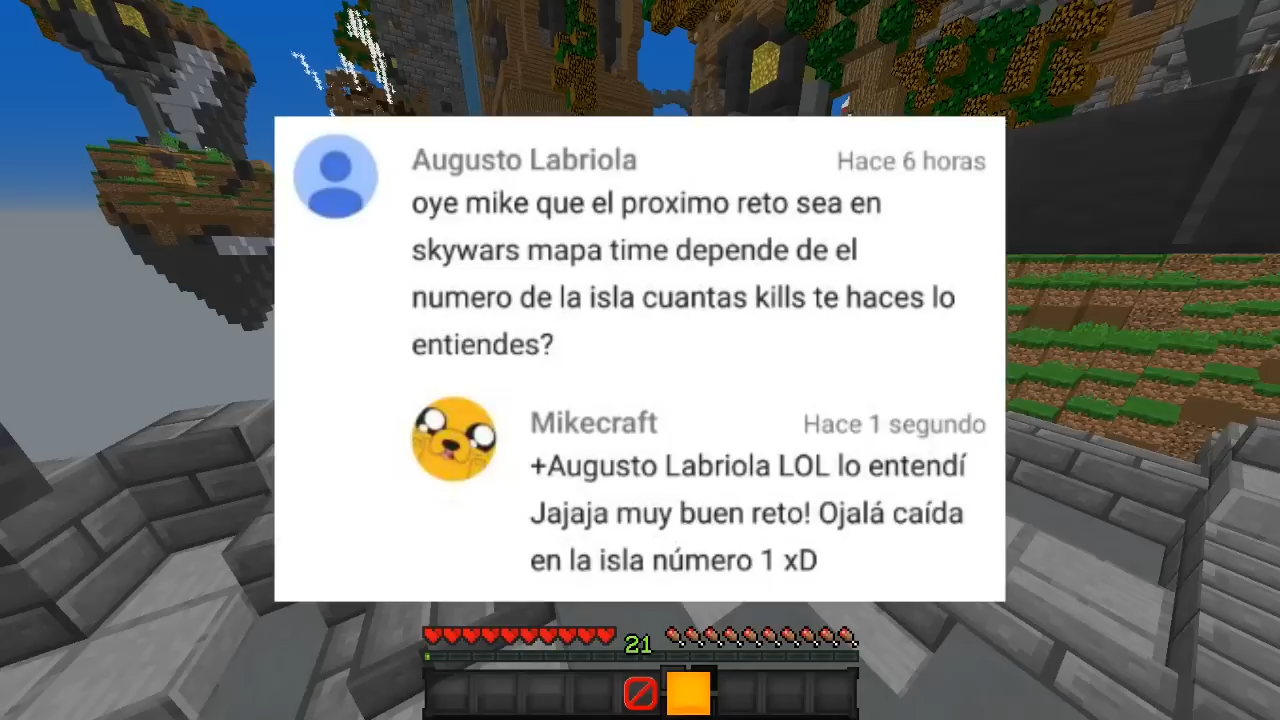 Augusto Labriola
Hace 6 horas
oye mike que el proximo reto sea en
skywars mapa time depende de el
numero de la isla cuantas kills te haces lo
entiendes?
Mikecraft
Hace 1 segundo
+Augusto Labriola LOL lo entendí
Jajaja muy buen reto! Ojalá caída
en la isla número 1 xD
21